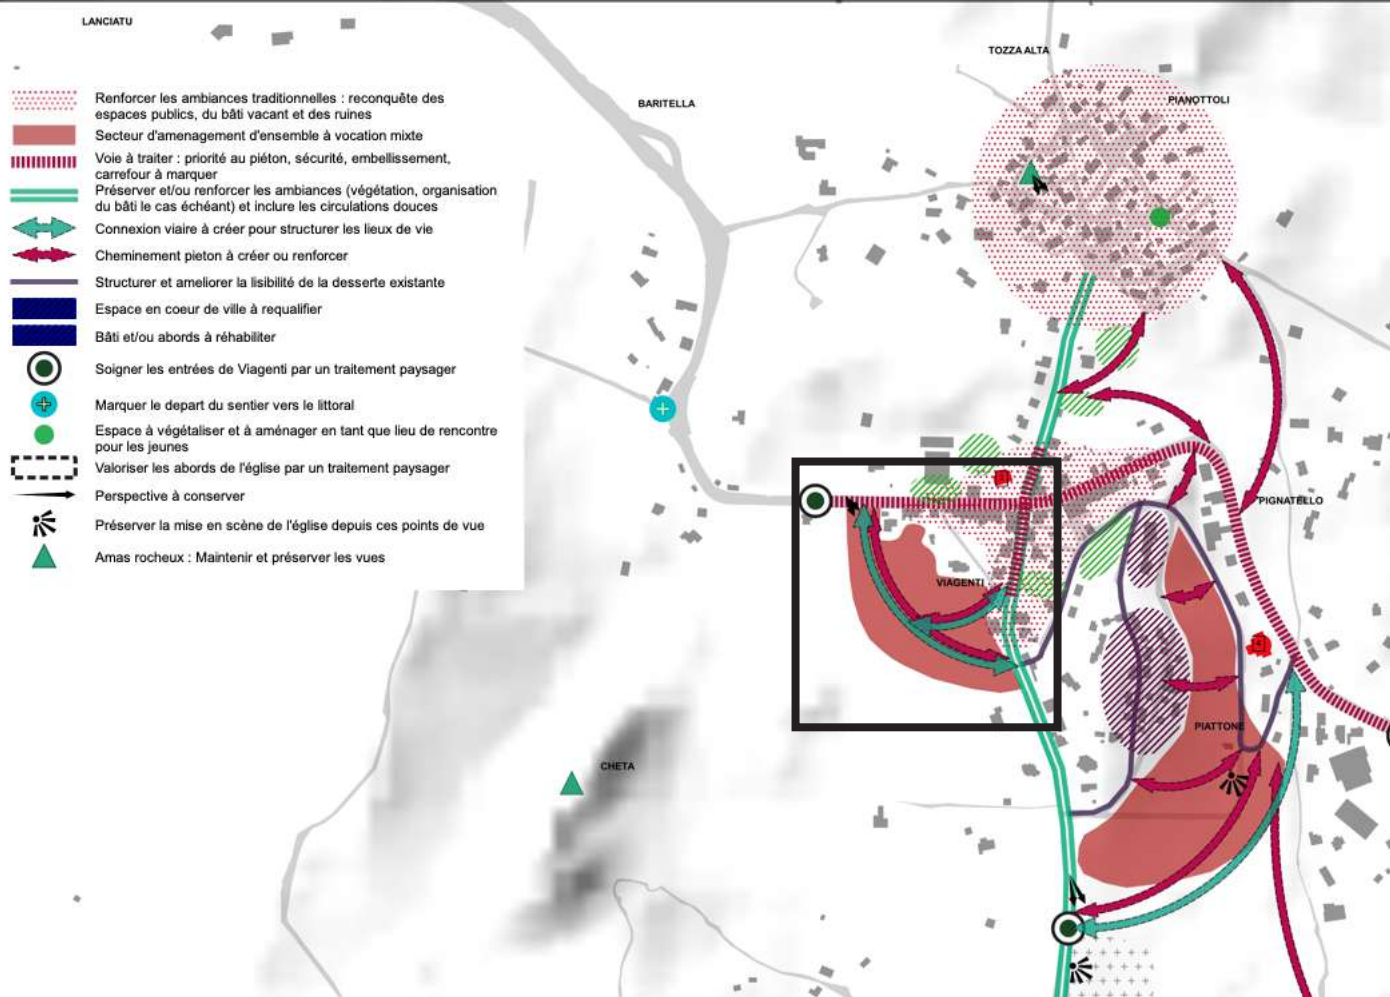 LANCIATU
TOZZA ALTA
BARITELLA
PIANOTTOLI
Renforcer les ambiances traditionnelles : reconquête des
espaces publics, du bâti vacant et des ruines
Secteur d'amenagement d'ensemble à vocation mixte
Voie à traiter : priorité au piéton, sécurité, embellissement,
carrefour à marquer
Préserver et/ou renforcer les ambiances (végétation, organisation
du bâti le cas échéant) et inclure les circulations douces
Connexion viaire à créer pour structurer les lieux de vie
Cheminement pieton à créer ou renforcer
Structurer et ameliorer la lisibilité de la desserte existante
Espace en coeur de ville à requalifier
Bâti et/ou abords à réhabiliter
Soigner les entrées de Viagenti par un traitement paysager
Marquer le depart du sentier vers le littoral
Espace à végétaliser et à aménager en tant que lieu de rencontre
pour les jeunes
Valoriser les abords de l'église par un traitement paysager
Perspective à conserver
Préserver la mise en scène de l'église depuis ces points de vue
Amas rocheux : Maintenir et préserver les vues
PIGNATELLO
VIAGENTI
PIATTONE
CHETA